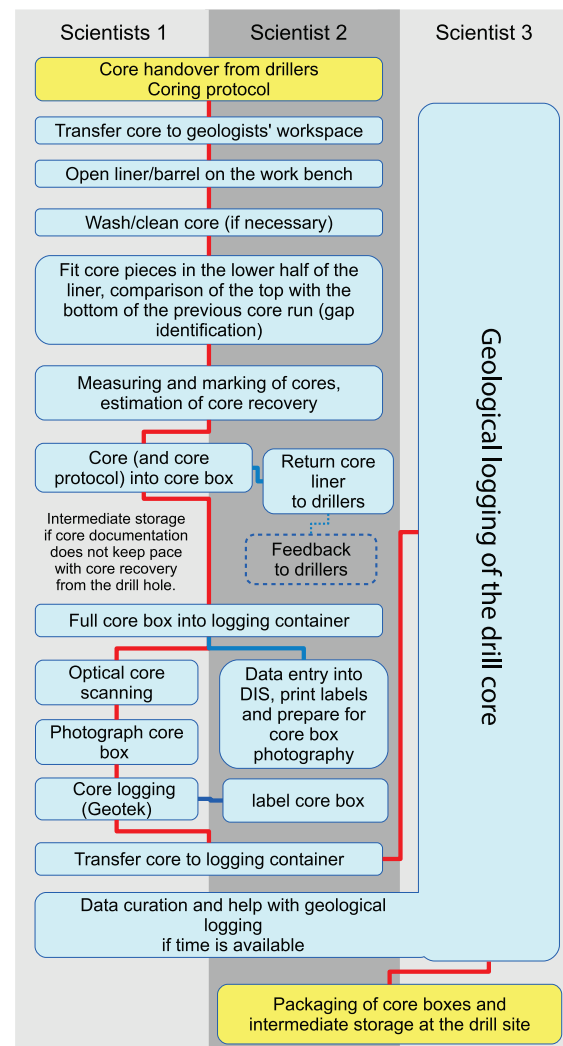 Scientists 1
Scientist 2
Scientist 3
Core handover from drillers
Coring protocol
Transfer core to geologists' workspace
Open liner/barrel on the work bench
Wash/clean core (if necessary)
Fit core pieces in the lower half of the
liner, comparison of the top with the
bottom of the previous core run (gap
identification)
Measuring and marking of cores,
estimation of core recovery
Core (and core
protocol) into core box
Return core
liner
to drillers
Intermediate storage
if core documentation
does not keep pace
with core recovery
from the drill hole.
Feedback
to drillers
Full core box into logging container
Optical core
scanning
Data entry into
DIS, print labels
and prepare for
core box
photography
Photograph core
box
Core logging
(Geotek)
label core box
Transfer core to logging container
Geological logging of the drill core
Data curation and help with geological
logging
if time is available
Packaging of core boxes and
intermediate storage at the drill site